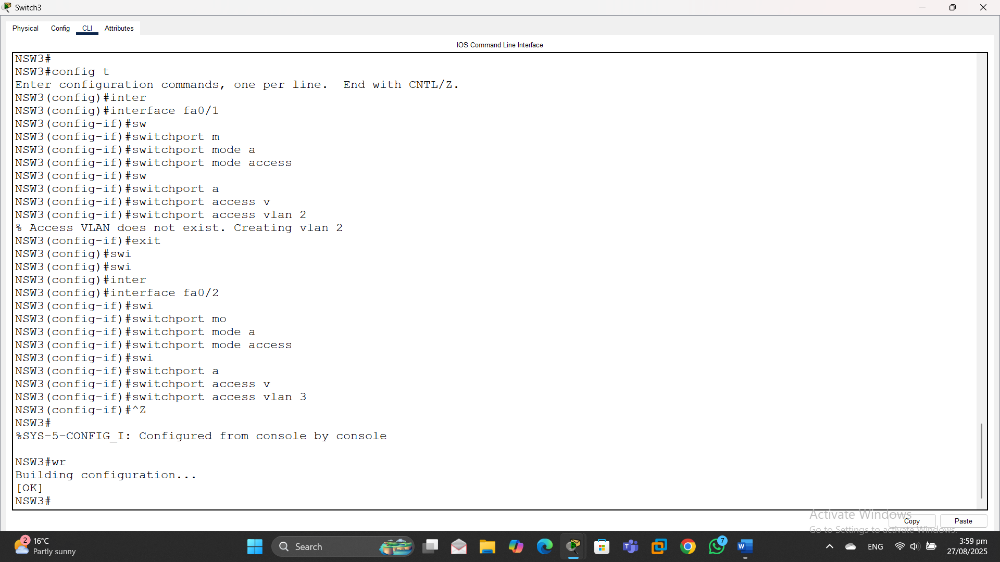 Switch3
Physical Config CLI Attributes
IOS Command Line Interface
NSW3#
NSW3#config t
Enter configuration commands, one per line.  End with CNTL/Z.
NSW3(config)#inter
NSW3(config)#interface fa0/1
NSW3(config-if)#sw
NSW3(config-if)#switchport m
NSW3(config-if)#switchport mode a
NSW3(config-if)#switchport mode access
NSW3(config-if)#sw
NSW3(config-if)#switchport a
NSW3(config-if)#switchport access v
NSW3(config-if)#switchport access vlan 2
% Access VLAN does not exist. Creating vlan 2
NSW3(config-if)#exit
NSW3(config)#swi
NSW3(config)#swi
NSW3(config)#inter
NSW3(config)#interface fa0/2
NSW3(config-if)#swi
NSW3(config-if)#switchport mo
NSW3(config-if)#switchport mode a
NSW3(config-if)#switchport mode access
NSW3(config-if)#swi
NSW3(config-if)#switchport a
NSW3(config-if)#switchport access v
NSW3(config-if)#switchport access vlan 3
NSW3(config-if)#^Z
NSW3#
%SYS-5-CONFIG_I: Configured from console by console
NSW3#wr
Building configuration...
[OK]
NSW3#
Activate Windows
Go to Settings to activate Windows.
Copy Paste
2
16°C
Partly sunny
Search
7
ENG
3:59 pm
27/08/2025